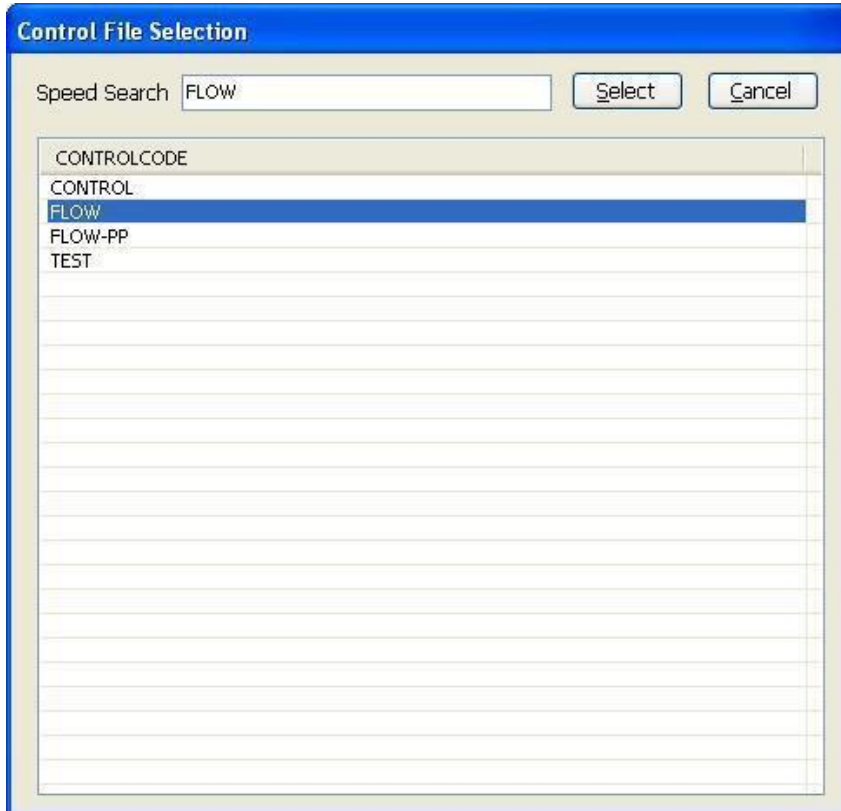 Control File Selection
Speed Search FLOW Select Cancel
CONTROLCODE
CONTROL
FLOW
FLOW-PP
TEST